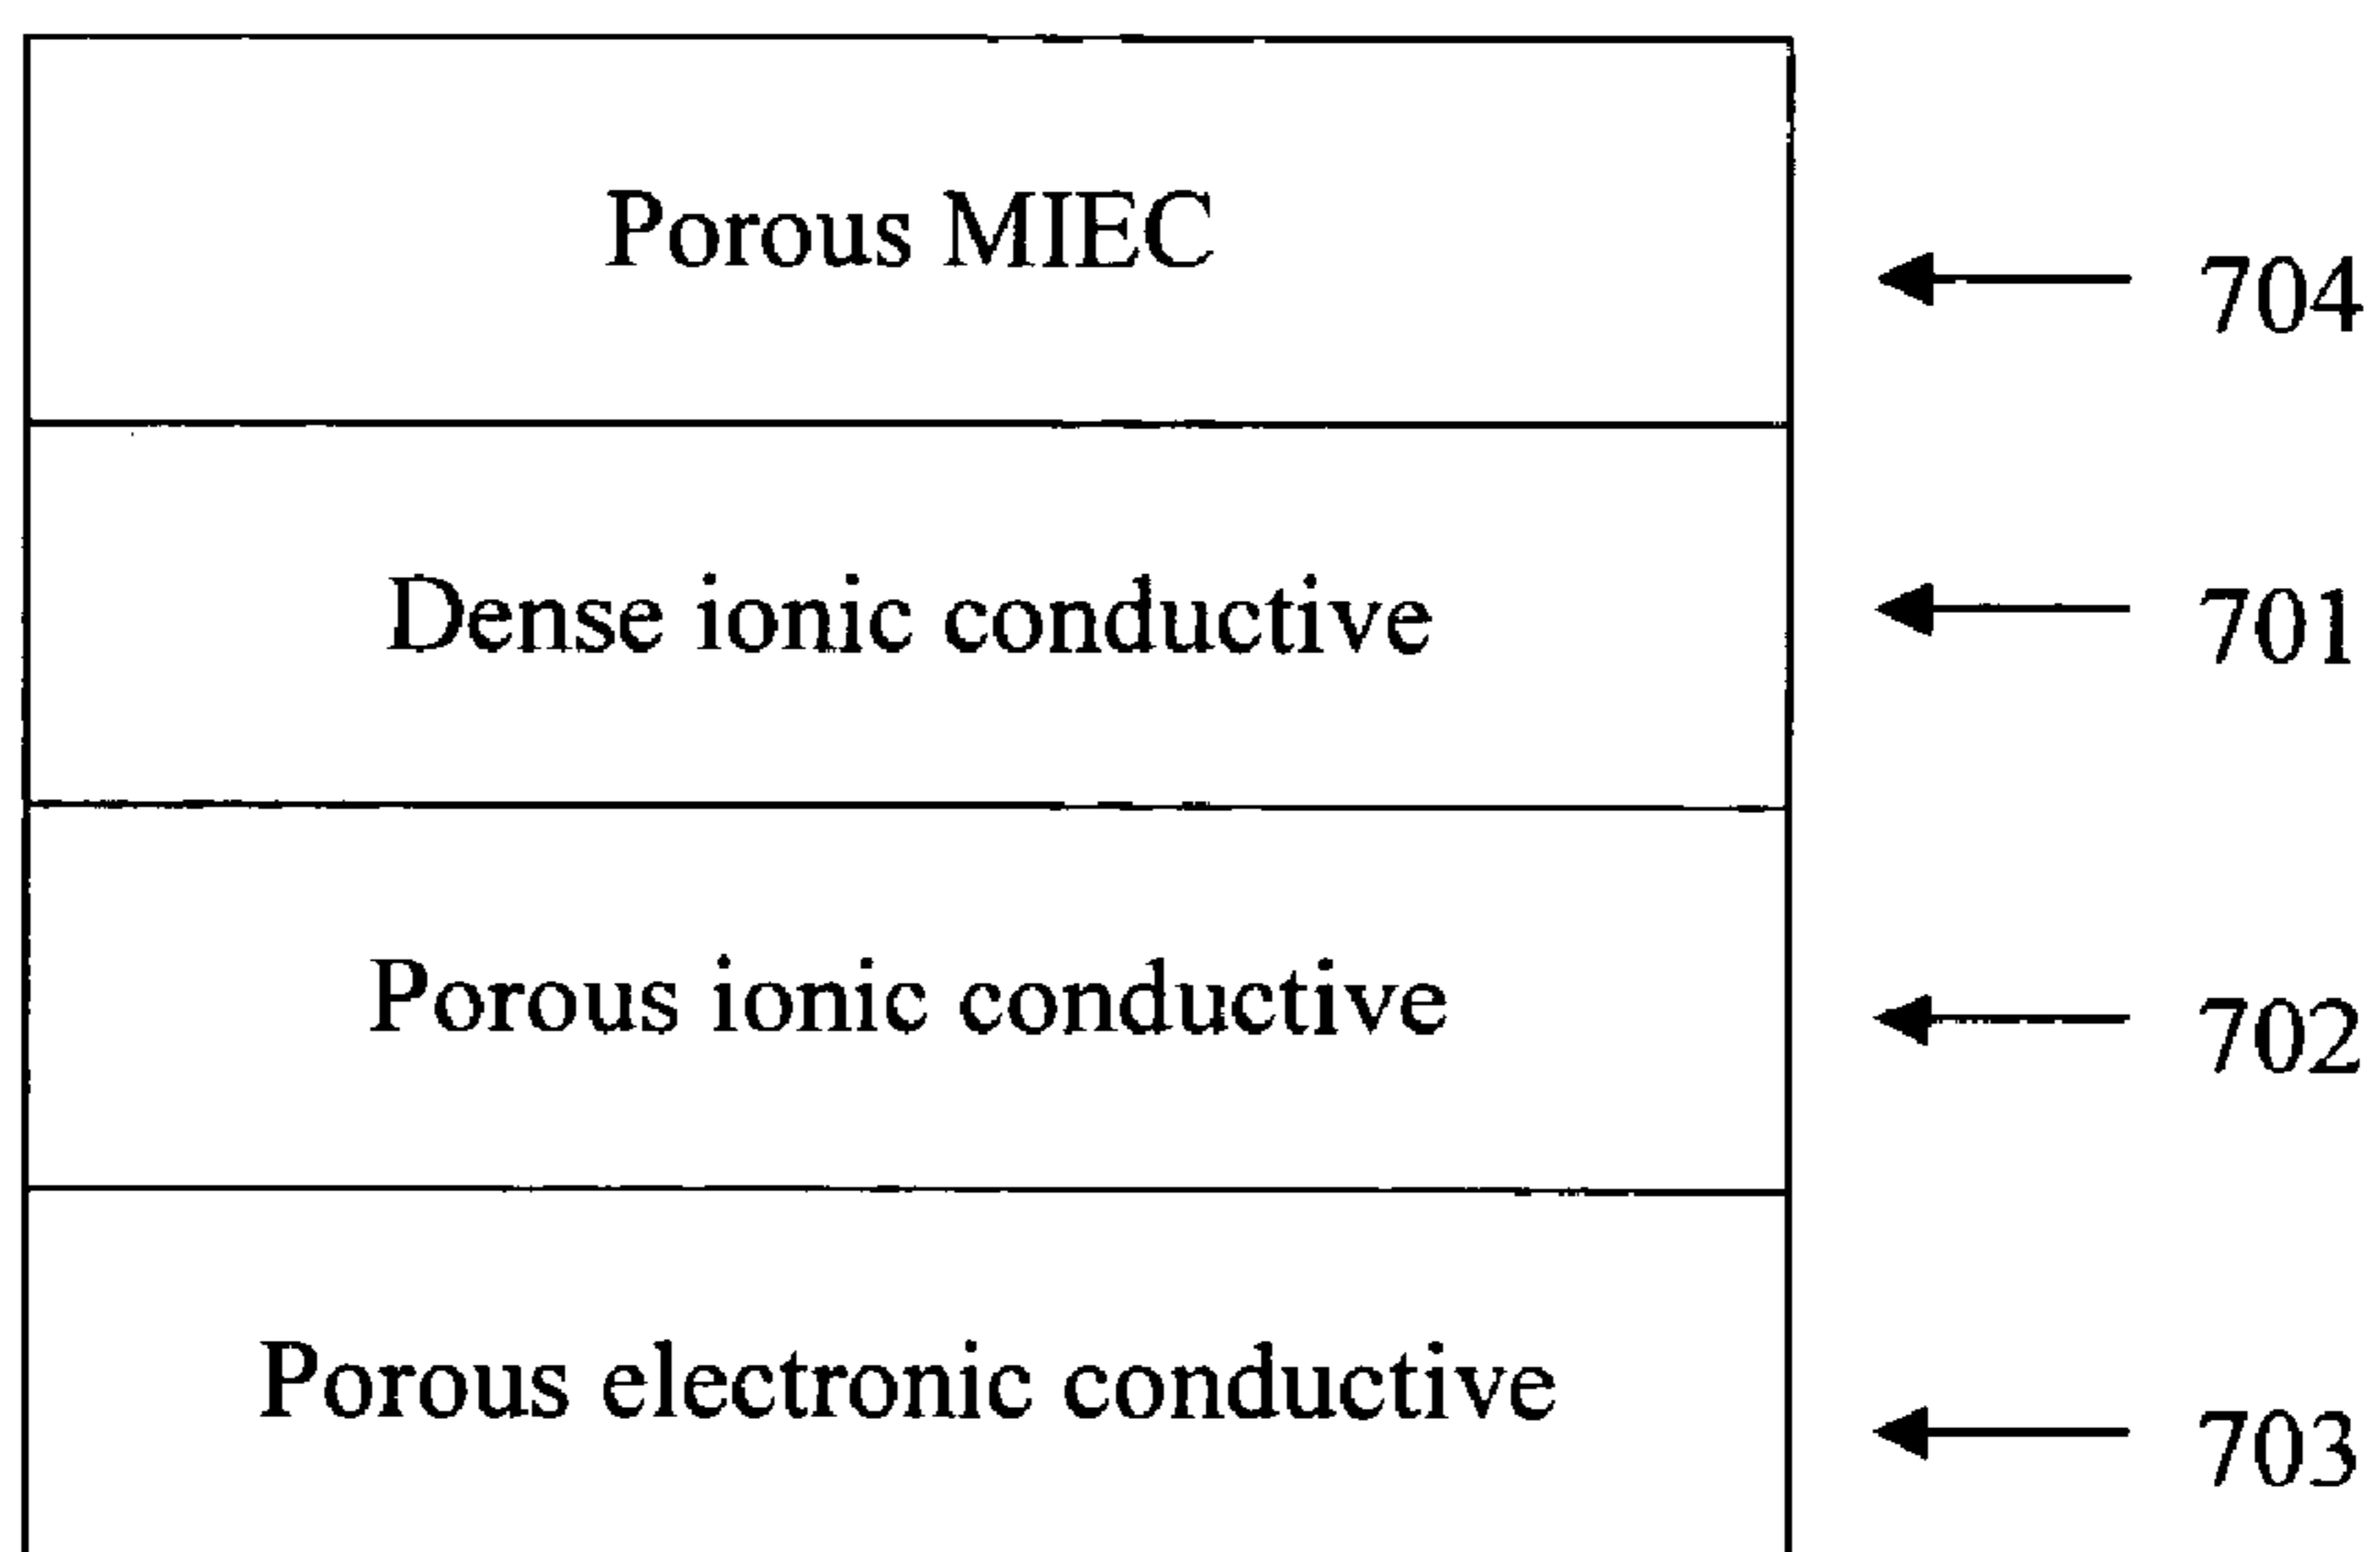 Porous MIEC
704
Dense ionic conductive
701
Porous ionic conductive
702
Porous electronic conductive
703